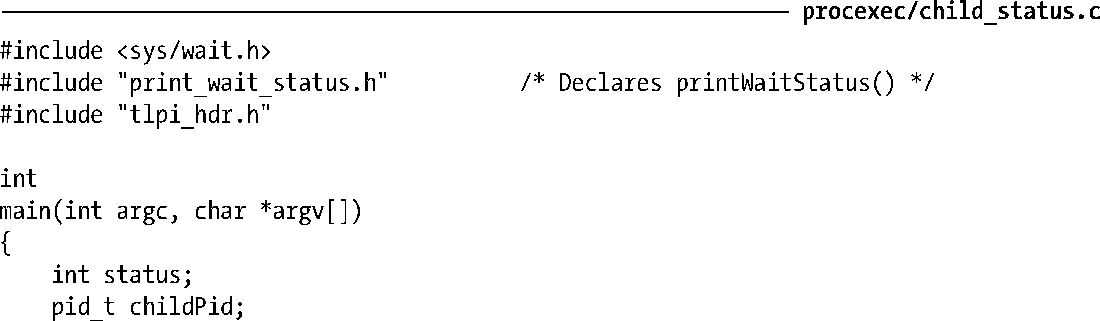 procexec/child_status.c
#include <sys/wait.h>
#include "print_wait_status.h"          /* Declares printWaitStatus() */
#include "tlpi_hdr.h"

int
main(int argc, char *argv[])
{
    int status;
    pid_t childPid;